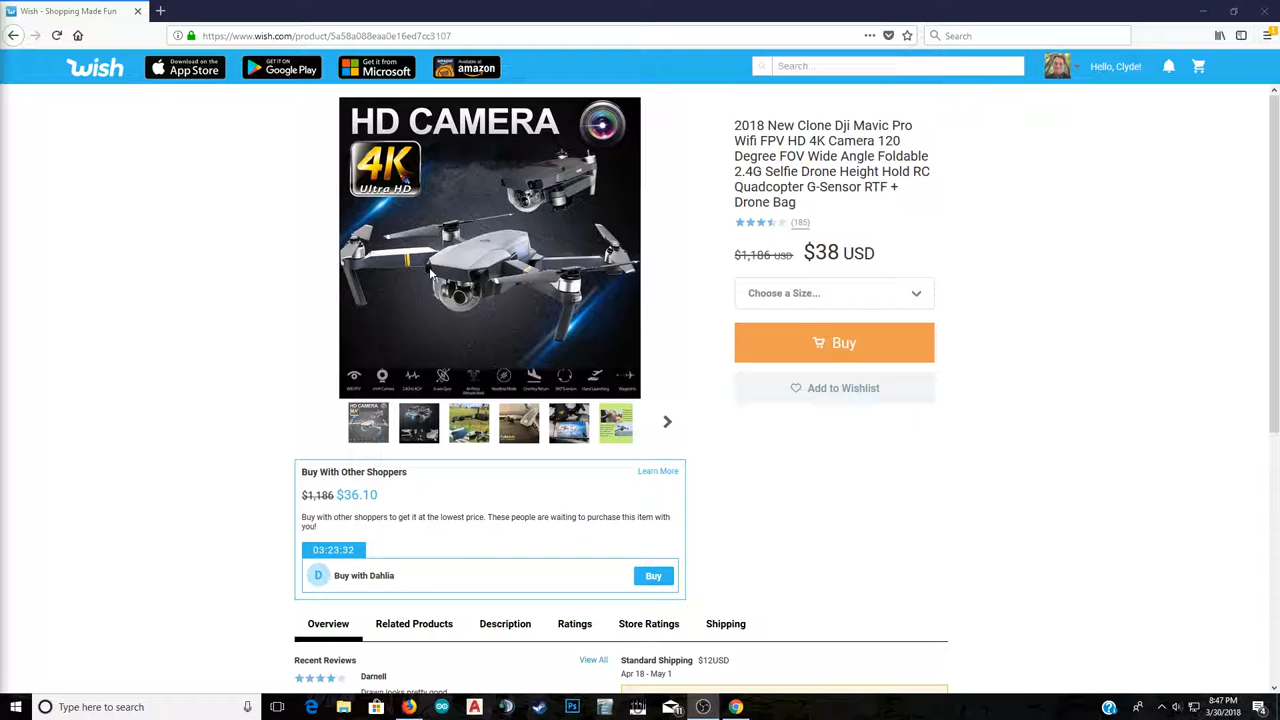 Wish - Shopping Made Fun
https://www.wish.com/product/5a58a088eaa0e16ed7cc3107
Search
wish
Download on the
App Store
GET IT ON
Google Play
Get it from
Microsoft
Available at
amazon
Search...
Hello, Clyde!
HD CAMERA
4K
Ultra HD
2018 New Clone Dji Mavic Pro
Wifi FPV HD 4K Camera 120
Degree FOV Wide Angle Foldable
2.4G Selfie Drone Height Hold RC
Quadcopter G-Sensor RTF +
Drone Bag
(185)
$1,186 USD $38 USD
Choose a Size...
Buy
Add to Wishlist
Buy With Other Shoppers
Learn More
$1,186 $36.10
Buy with other shoppers to get it at the lowest price. These people are waiting to purchase this item with
you!
03:23:32
D
Buy with Dahlia
Buy
Overview
Related Products
Description
Ratings
Store Ratings
Shipping
Recent Reviews
View All
Darnell
Standard Shipping $12USD
Apr 18 - May 1
Type here to search
8:47 PM
3/30/2018